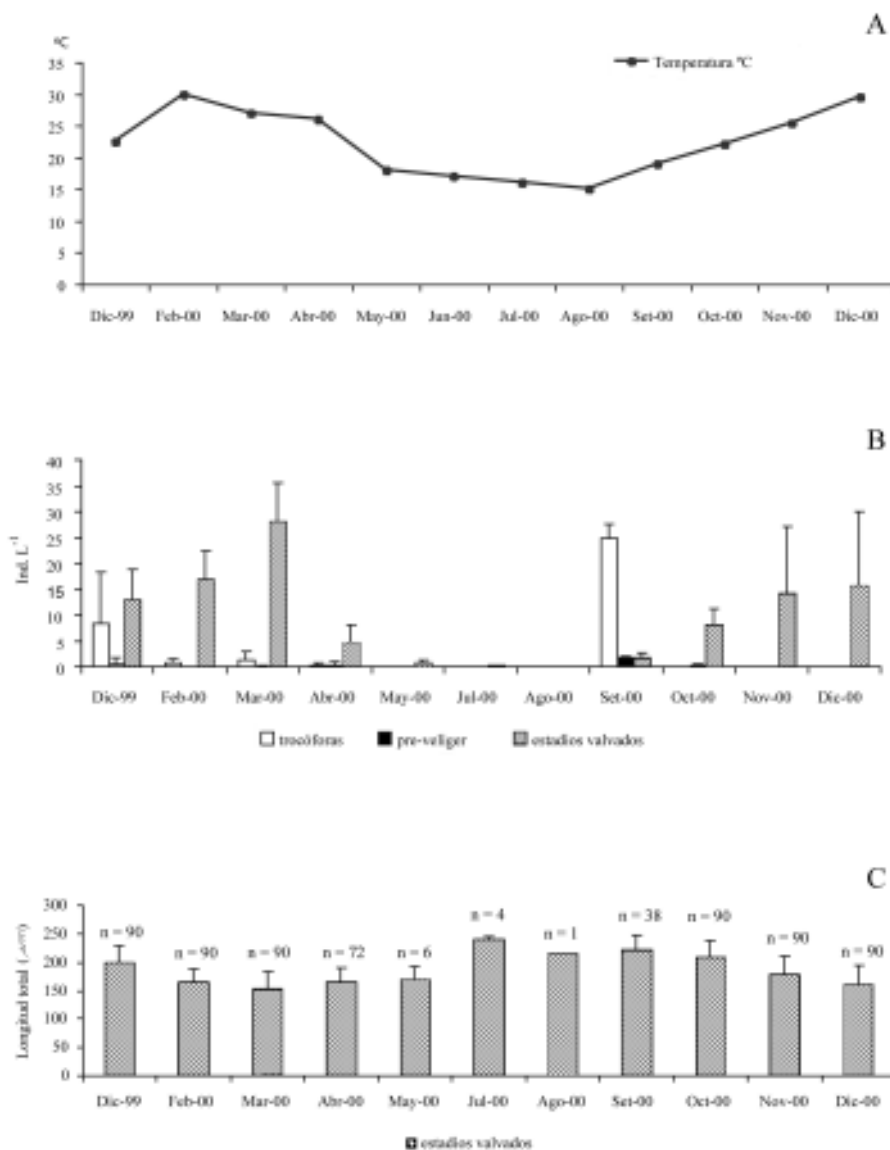 A
ºC
Temperatura ºC
35
30
25
20
15
10
5
0
Dic-99 Feb-00 Mar-00 Abr-00 May-00 Jun-00 Jul-00 Ago-00 Set-00 Oct-00 Nov-00 Dic-00
B
Ind. L⁻¹
40
35
30
25
20
15
10
5
0
Dic-99 Feb-00 Mar-00 Abr-00 May-00 Jul-00 Ago-00 Set-00 Oct-00 Nov-00 Dic-00
trocóforas pre-veliger estadios valvados
C
Longitud total (µm)
300
250
200
150
100
50
0
n = 90 n = 90 n = 90 n = 72 n = 6 n = 4 n = 1 n = 38 n = 90 n = 90 n = 90
Dic-99 Feb-00 Mar-00 Abr-00 May-00 Jul-00 Ago-00 Set-00 Oct-00 Nov-00 Dic-00
estadios valvados